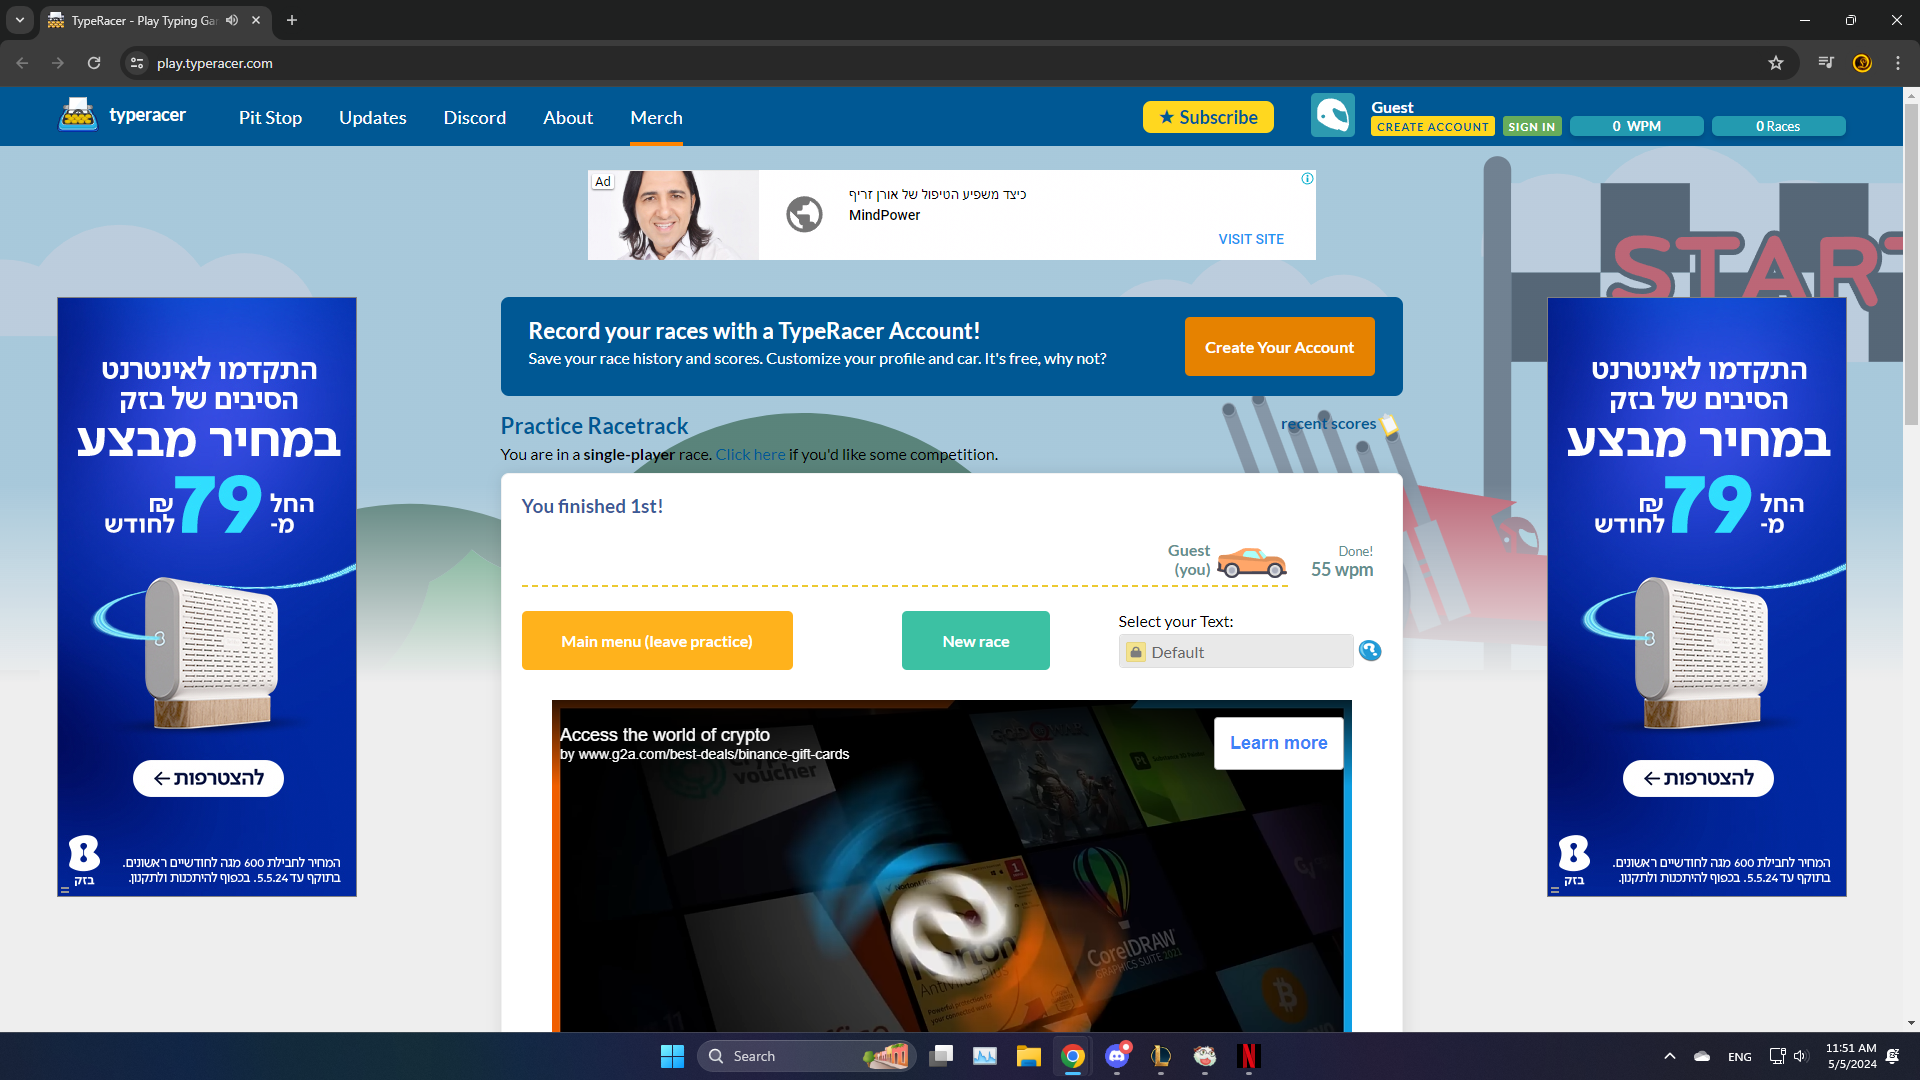 TypeRacer - Play Typing Ga
play.typeracer.com
typeracer
Pit Stop
Updates
Discord
About
Merch
★ Subscribe
Guest
CREATE ACCOUNT
SIGN IN
0 WPM
0 Races
Ad
כיצד משפיע הטיפול של אורן זריף
MindPower
VISIT SITE
START
התקדמו לאינטרנט
הסיבים של בזק
במחיר מבצע
החל
מ-
79
₪
לחודש
להצטרפות
המחיר לחבילת 600 מגה לחודשיים ראשונים.
בתוקף עד 5.5.24. בכפוף להיתכנות ולתקנון.
בזק
Record your races with a TypeRacer Account!
Save your race history and scores. Customize your profile and car. It's free, why not?
Create Your Account
Practice Racetrack
recent scores
You are in a single-player race. Click here if you'd like some competition.
You finished 1st!
Guest
(you)
Done!
55 wpm
Main menu (leave practice)
New race
Select your Text:
Default
Access the world of crypto
by www.g2a.com/best-deals/binance-gift-cards
Learn more
voucher
GOD WAR
CorelDRAW
GRAPHICS SUITE 2021
התקדמו לאינטרנט
הסיבים של בזק
במחיר מבצע
החל
מ-
79
₪
לחודש
להצטרפות
המחיר לחבילת 600 מגה לחודשיים ראשונים.
בתוקף עד 5.5.24. בכפוף להיתכנות ולתקנון.
בזק
Search
ENG
11:51 AM
5/5/2024